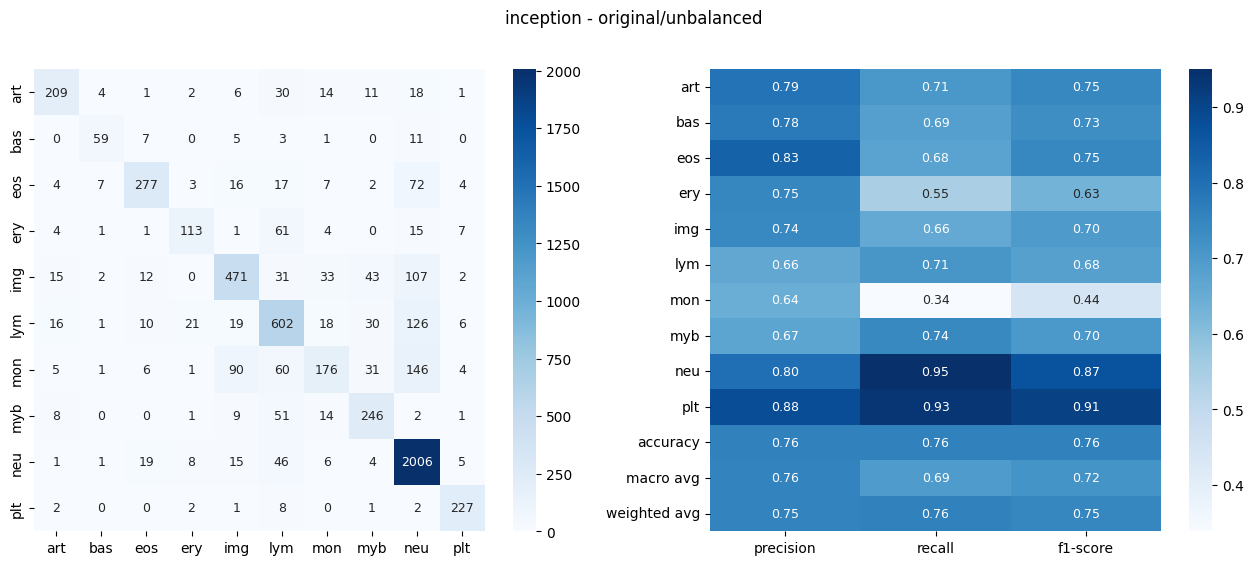 inception - original/unbalanced
art 209 4 1 2 6 30 14 11 18 1
bas 0 59 7 0 5 3 1 0 11 0
eos 4 7 277 3 16 17 7 2 72 4
ery 4 1 1 113 1 61 4 0 15 7
img 15 2 12 0 471 31 33 43 107 2
lym 16 1 10 21 19 602 18 30 126 6
mon 5 1 6 1 90 60 176 31 146 4
myb 8 0 0 1 9 51 14 246 2 1
neu 1 1 19 8 15 46 6 4 2006 5
plt 2 0 0 2 1 8 0 1 2 227
art bas eos ery img lym mon myb neu plt
2000
1750
1500
1250
1000
750
500
250
0
art 0.79 0.71 0.75
bas 0.78 0.69 0.73
eos 0.83 0.68 0.75
ery 0.75 0.55 0.63
img 0.74 0.66 0.70
lym 0.66 0.71 0.68
mon 0.64 0.34 0.44
myb 0.67 0.74 0.70
neu 0.80 0.95 0.87
plt 0.88 0.93 0.91
accuracy 0.76 0.76 0.76
macro avg 0.76 0.69 0.72
weighted avg 0.75 0.76 0.75
precision recall f1-score
0.9
0.8
0.7
0.6
0.5
0.4